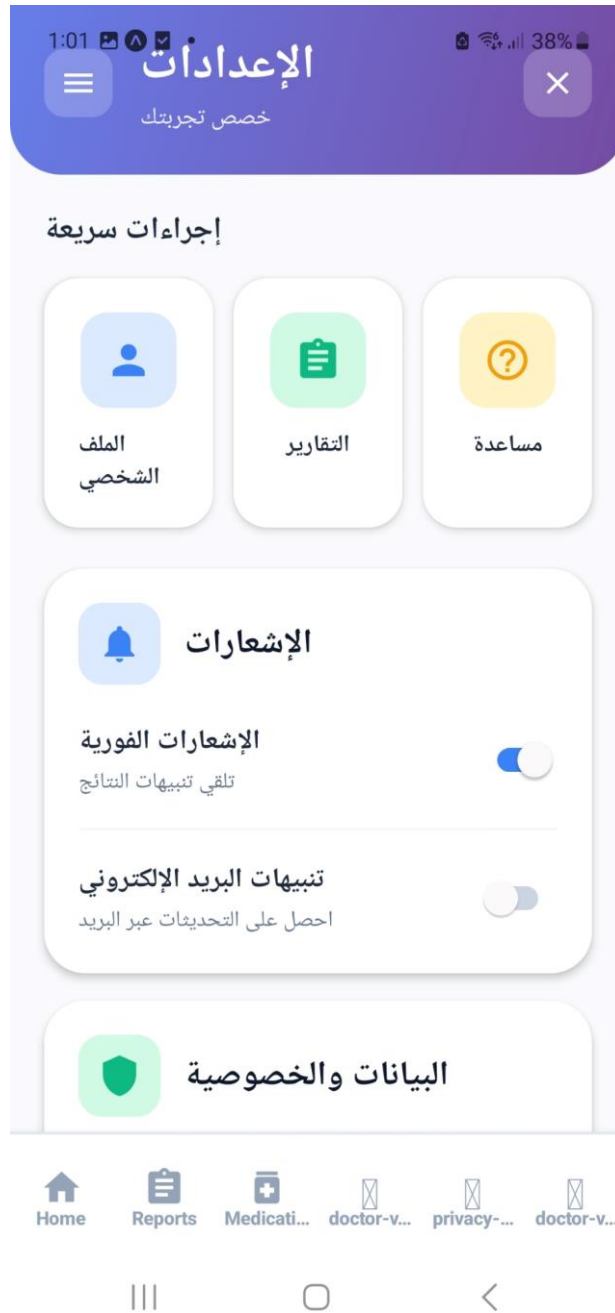 1:01
38%
الإعدادات
خصص تجربتك
إجراءات سريعة
الملف
الشخصي
التقارير
مساعدة
الإشعارات
الإشعارات الفورية
تلقي تنبيهات النتائج
تنبيهات البريد الإلكتروني
احصل على التحديثات عبر البريد
البيانات والخصوصية
Home
Reports
Medicati...
doctor-v...
privacy-...
doctor-v...